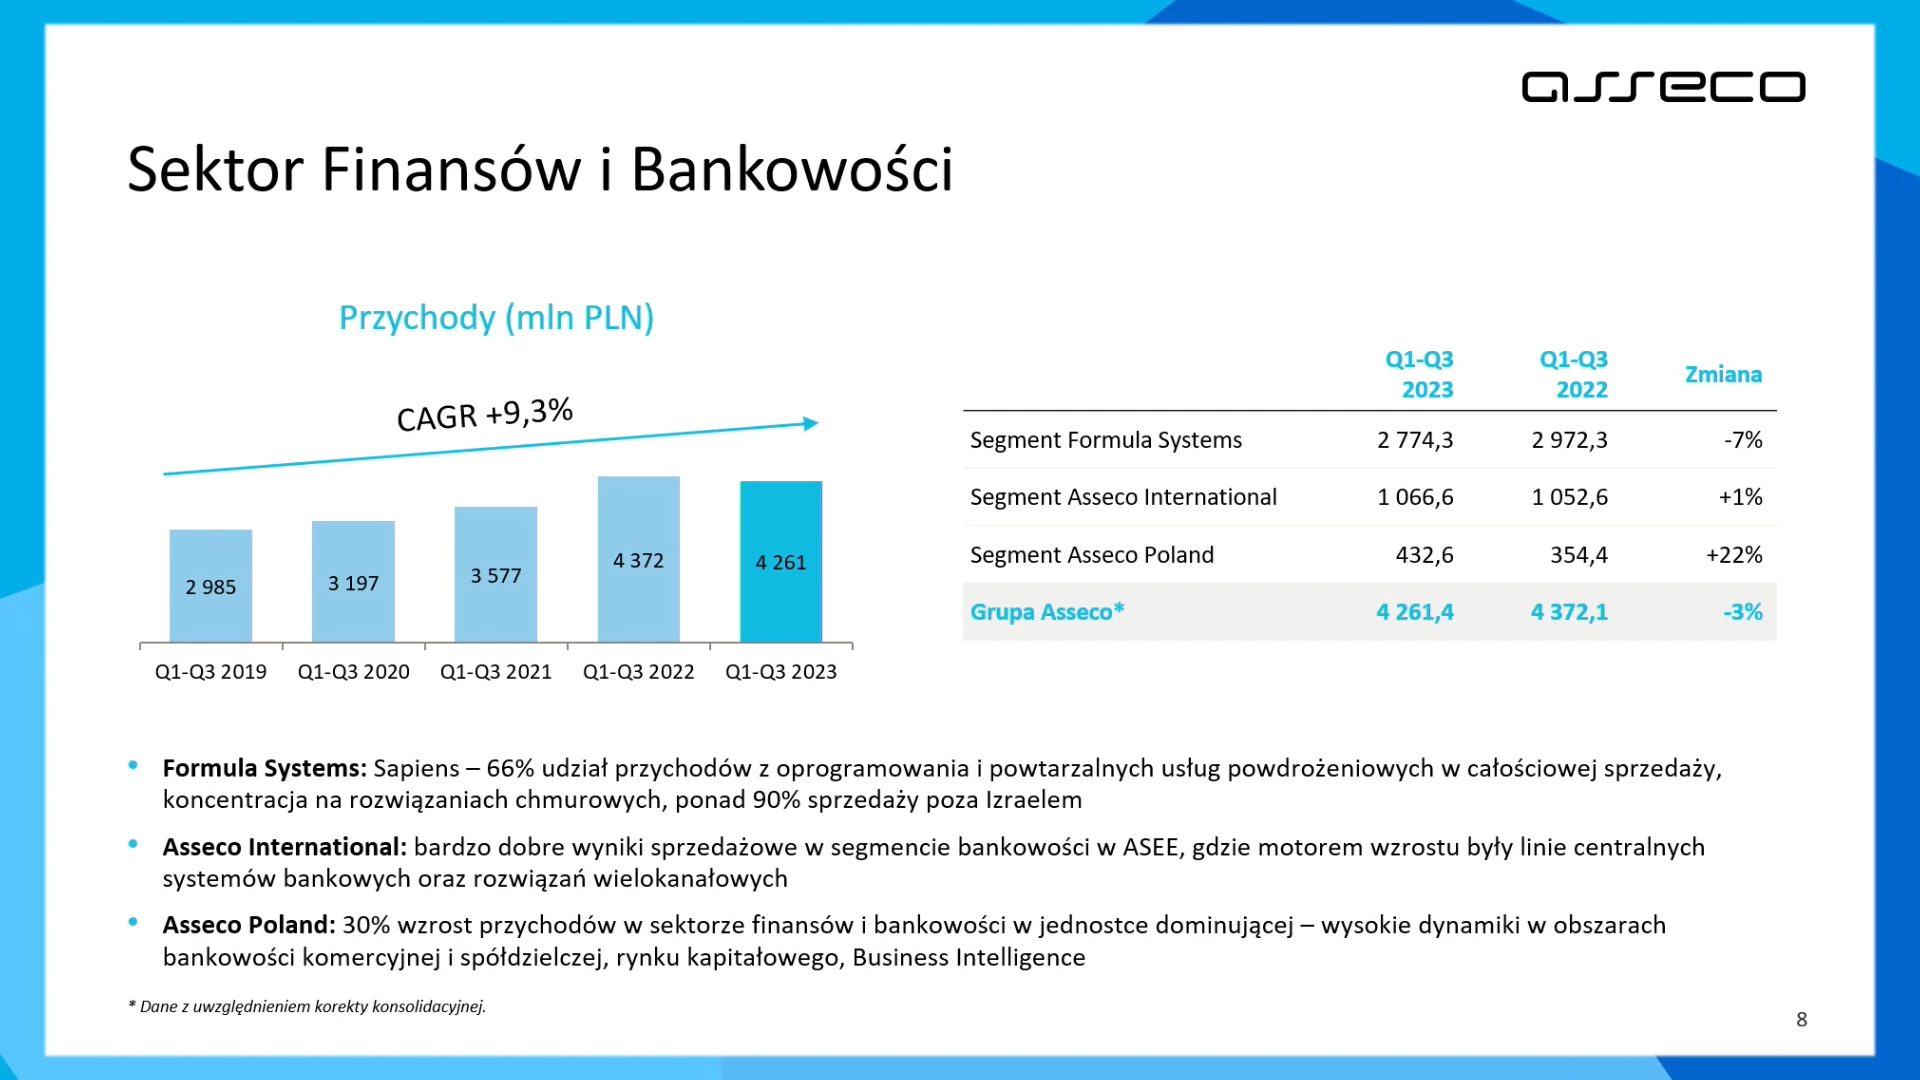 asseco
Sektor Finansów i Bankowości
Przychody (mln PLN)
CAGR +9,3%
2 985
3 197
3 577
4 372
4 261
Q1-Q3 2019
Q1-Q3 2020
Q1-Q3 2021
Q1-Q3 2022
Q1-Q3 2023
Q1-Q3 2023
Q1-Q3 2022
Zmiana
Segment Formula Systems 2 774,3 2 972,3 -7%
Segment Asseco International 1 066,6 1 052,6 +1%
Segment Asseco Poland 432,6 354,4 +22%
Grupa Asseco* 4 261,4 4 372,1 -3%
• Formula Systems: Sapiens – 66% udział przychodów z oprogramowania i powtarzalnych usług powdrożeniowych w całościowej sprzedaży,
koncentracja na rozwiązaniach chmurowych, ponad 90% sprzedaży poza Izraelem
• Asseco International: bardzo dobre wyniki sprzedażowe w segmencie bankowości w ASEE, gdzie motorem wzrostu były linie centralnych
systemów bankowych oraz rozwiązań wielokanałowych
• Asseco Poland: 30% wzrost przychodów w sektorze finansów i bankowości w jednostce dominującej – wysokie dynamiki w obszarach
bankowości komercyjnej i spółdzielczej, rynku kapitałowego, Business Intelligence
* Dane z uwzględnieniem korekty konsolidacyjnej.
8